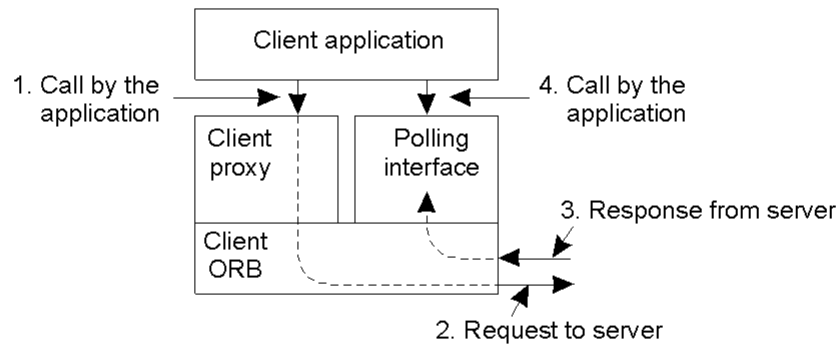 Client application
1. Call by the
application
4. Call by the
application
Client
proxy
Polling
interface
3. Response from server
Client
ORB
2. Request to server